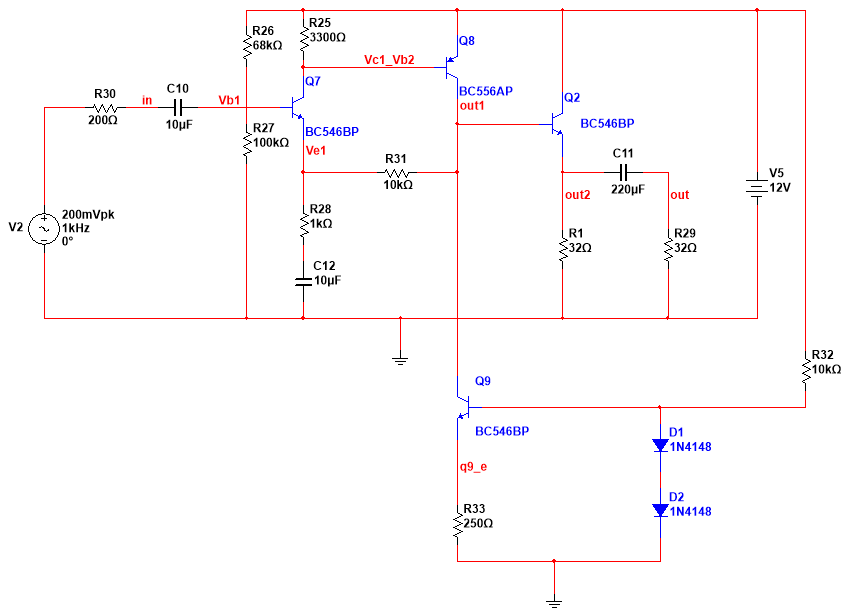 R26
68kΩ
R25
3300Ω
Q8
Vc1_Vb2
Q7
BC556AP
out1
Q2
BC546BP
R30
200Ω
in
C10
10µF
Vb1
R27
100kΩ
BC546BP
Ve1
R31
10kΩ
C11
220µF
V5
12V
out2
out
R28
1kΩ
V2
200mVpk
1kHz
0°
R1
32Ω
R29
32Ω
C12
10µF
R32
10kΩ
Q9
BC546BP
D1
1N4148
q9_e
D2
1N4148
R33
250Ω